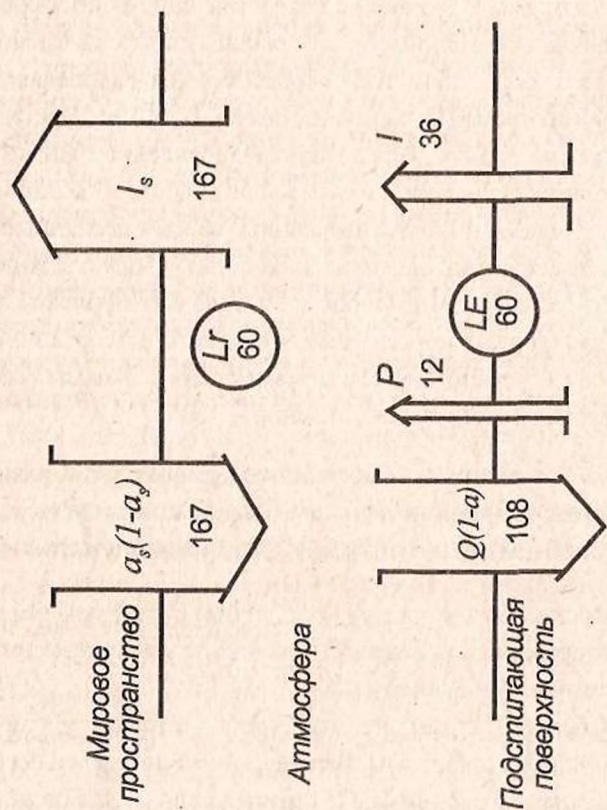 Мировое
пространство
a_s(1-a_s)
167
I_s
167
Lr
60
Атмосфера
Подстилающая
поверхность
Q(1-a)
108
P
12
LE
60
I
36